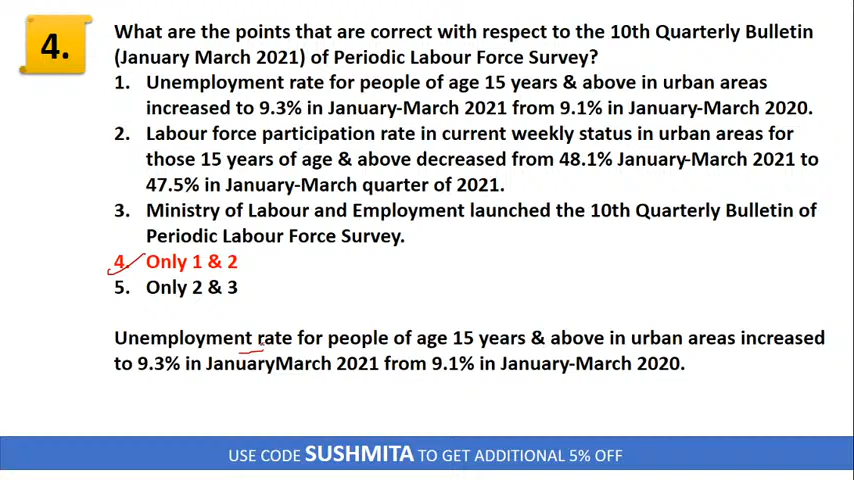 4.
What are the points that are correct with respect to the 10th Quarterly Bulletin
(January March 2021) of Periodic Labour Force Survey?
1. Unemployment rate for people of age 15 years & above in urban areas
increased to 9.3% in January-March 2021 from 9.1% in January-March 2020.
2. Labour force participation rate in current weekly status in urban areas for
those 15 years of age & above decreased from 48.1% January-March 2021 to
47.5% in January-March quarter of 2021.
3. Ministry of Labour and Employment launched the 10th Quarterly Bulletin of
Periodic Labour Force Survey.
4. Only 1 & 2
5. Only 2 & 3
Unemployment rate for people of age 15 years & above in urban areas increased
to 9.3% in JanuaryMarch 2021 from 9.1% in January-March 2020.
USE CODE SUSHMITA TO GET ADDITIONAL 5% OFF